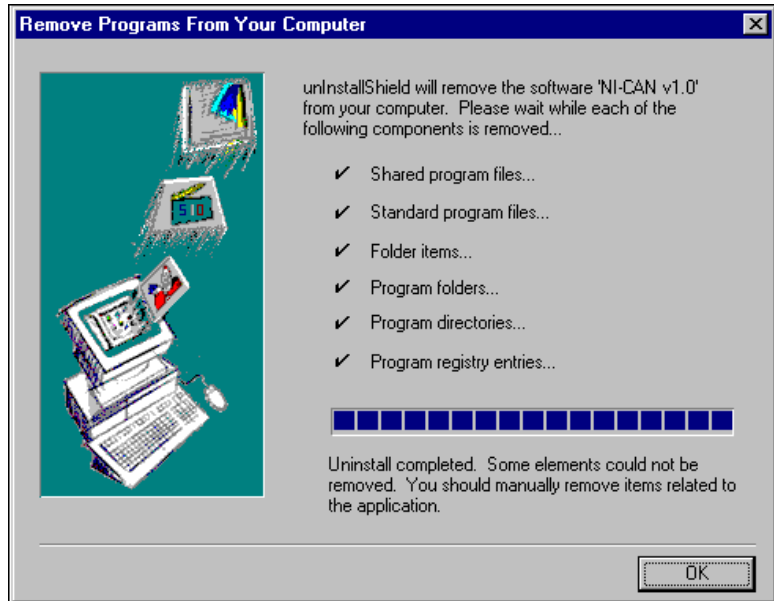 Remove Programs From Your Computer
unInstallShield will remove the software 'NI-CAN v1.0'
from your computer.  Please wait while each of the
following components is removed...
Shared program files...
Standard program files...
Folder items...
Program folders...
Program directories...
Program registry entries...
Uninstall completed.  Some elements could not be
removed.  You should manually remove items related to
the application.
OK